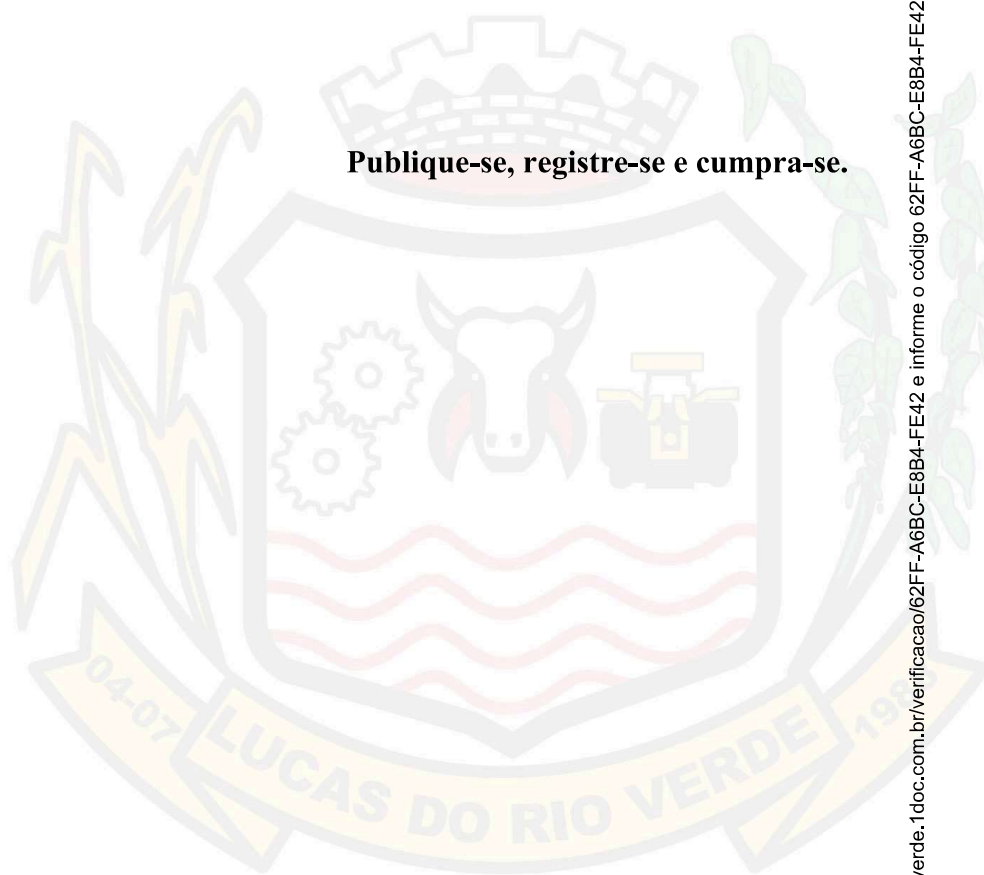 Publique-se, registre-se e cumpra-se.
04-07 LUCAS DO RIO VERDE 1988
verde.1doc.com.br/verificacao/62FF-A6BC-E8B4-FE42 e informe o código 62FF-A6BC-E8B4-FE42